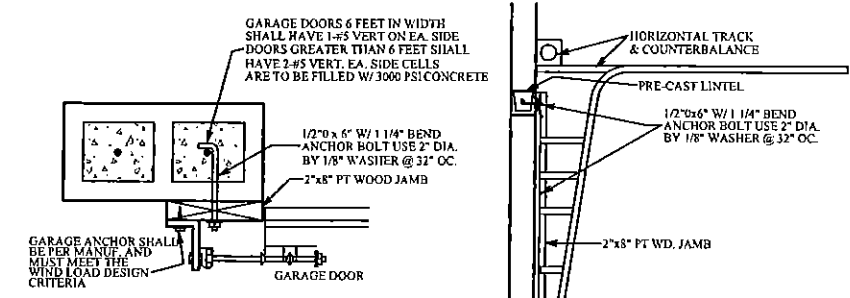 GARAGE DOORS 6 FEET IN WIDTH
SHALL HAVE 1-#5 VERT ON EA. SIDE
DOORS GREATER THAN 6 FEET SHALL
HAVE 2-#5 VERT. EA. SIDE CELLS
ARE TO BE FILLED W/ 3000 PSI CONCRETE
1/2"0 x 6" W/ 1 1/4" BEND
ANCHOR BOLT USE 2" DIA.
BY 1/8" WASHER @ 32" OC.
2"x8" PT WOOD JAMB
GARAGE ANCHOR SHALL
BE PER MANUF. AND
MUST MEET THE
WIND LOAD DESIGN
CRITERIA
GARAGE DOOR
HORIZONTAL TRACK
& COUNTERBALANCE
PRE-CAST LINTEL
1/2"0x6" W/ 1 1/4" BEND
ANCHOR BOLT USE 2" DIA.
BY 1/8" WASHER @ 32" OC.
2"x8" PT WD. JAMB